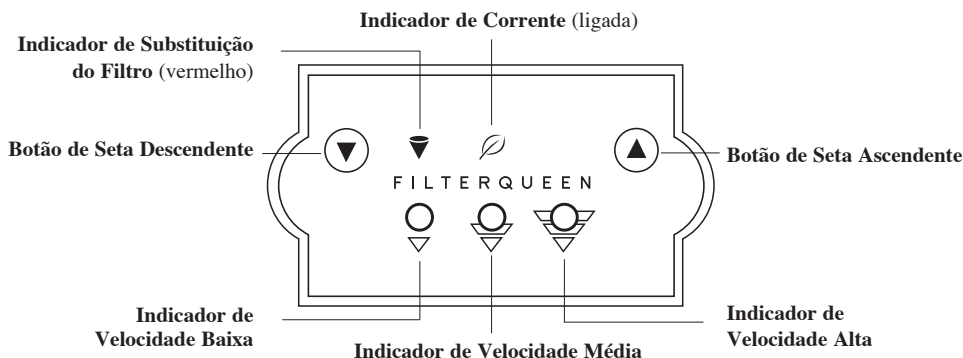 Indicador de Corrente (ligada)
Indicador de Substituição
do Filtro (vermelho)
Botão de Seta Descendente
Botão de Seta Ascendente
FILTERQUEEN
Indicador de
Velocidade Baixa
Indicador de Velocidade Média
Indicador de
Velocidade Alta